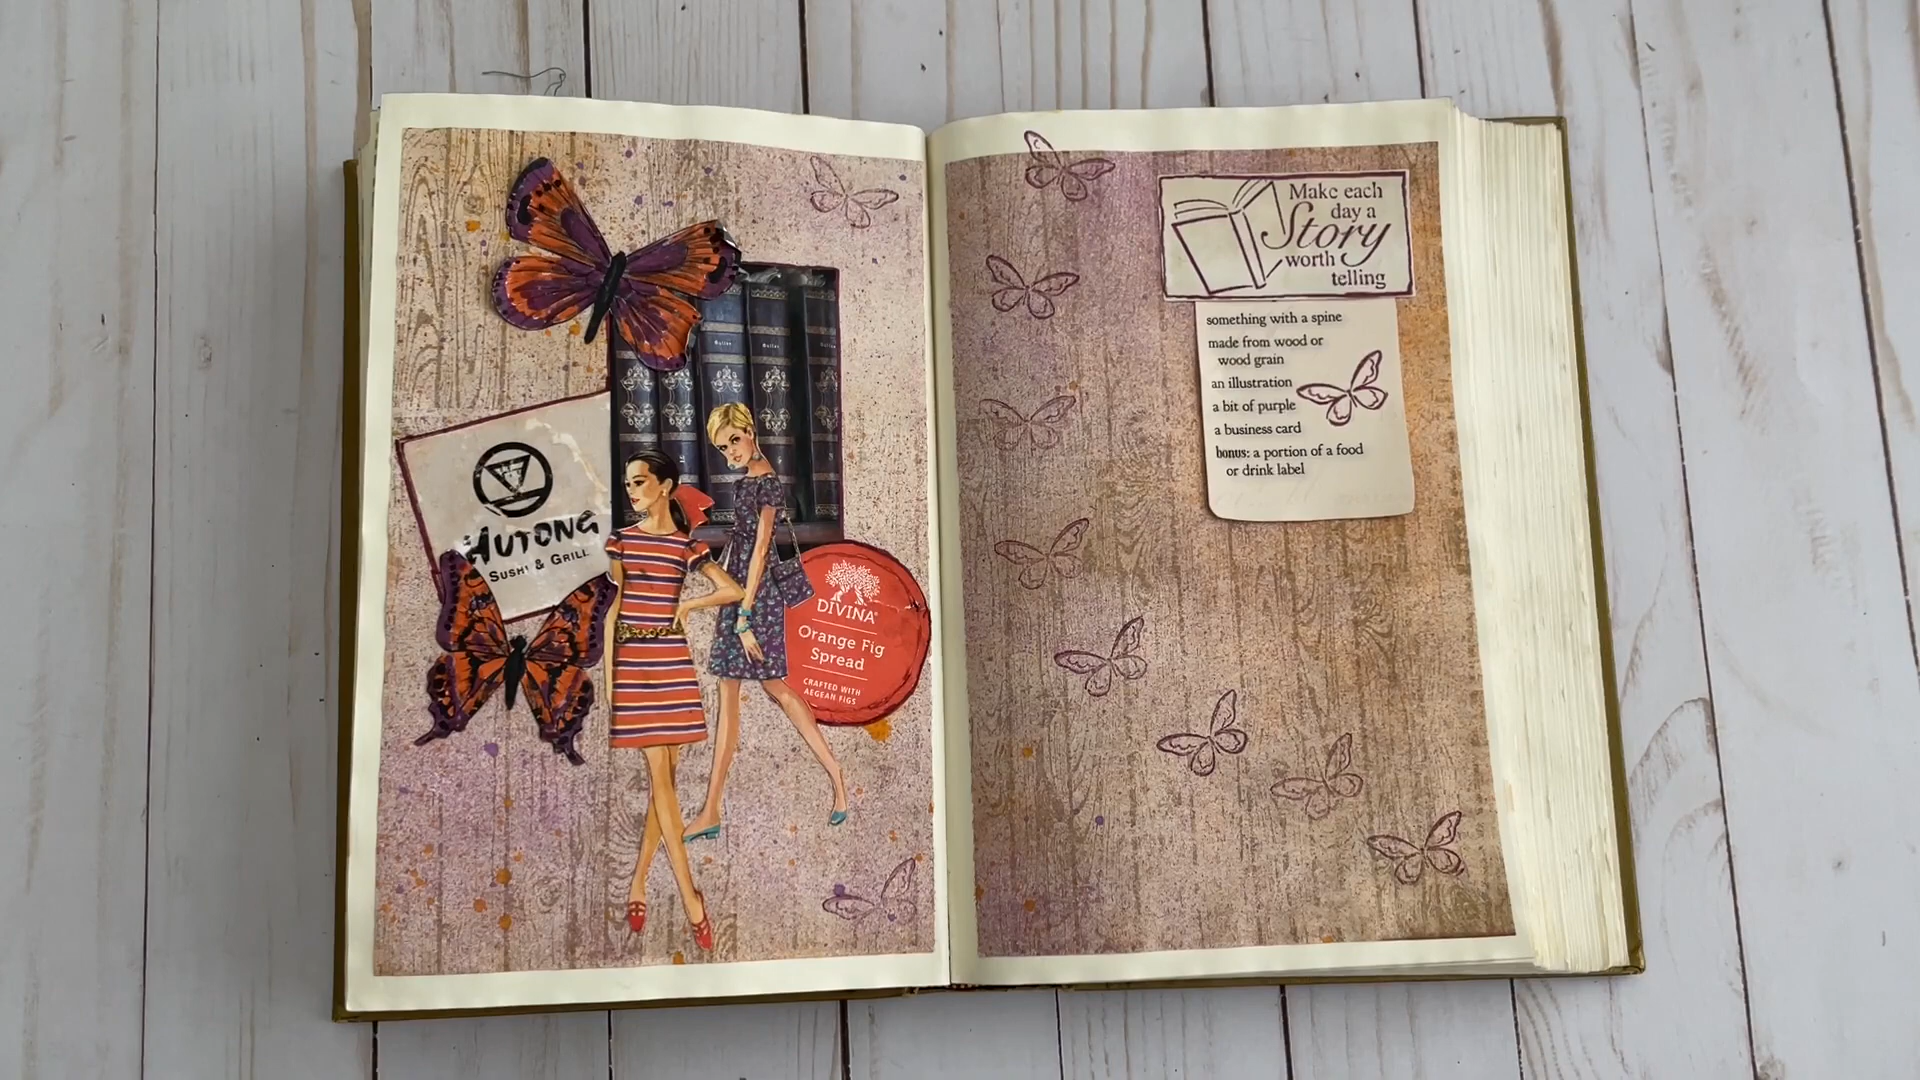 HUTONG
SUSHI & GRILL
DIVINA
Orange Fig
Spread
CRAFTED WITH
AEGEAN FIGS
Make each
day a
Story
worth
telling
something with a spine
made from wood or
wood grain
an illustration
a bit of purple
a business card
bonus: a portion of a food
or drink label